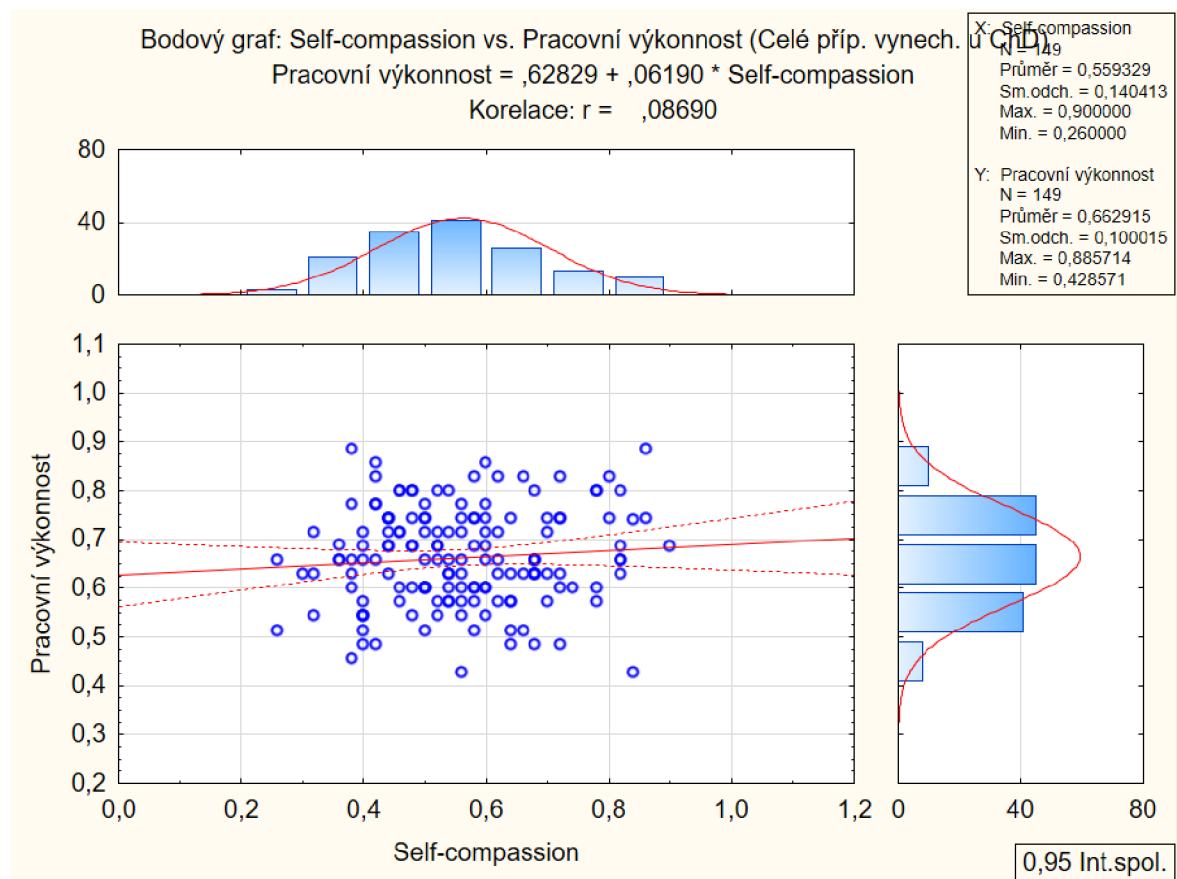 Bodový graf: Self-compassion vs. Pracovní výkonnost (Celé příp. vynech. u ChD)
Pracovní výkonnost = ,62829 + ,06190 * Self-compassion
Korelace: r = ,08690
X: Self-compassion
N = 149
Průměr = 0,559329
Sm.odch. = 0,140413
Max. = 0,900000
Min. = 0,260000
Y: Pracovní výkonnost
N = 149
Průměr = 0,662915
Sm.odch. = 0,100015
Max. = 0,885714
Min. = 0,428571
80
40
0
1,1
1,0
0,9
0,8
0,7
0,6
0,5
0,4
0,3
0,2
Pracovní výkonnost
0,0 0,2 0,4 0,6 0,8 1,0 1,2
0 40 80
Self-compassion
0,95 Int.spol.